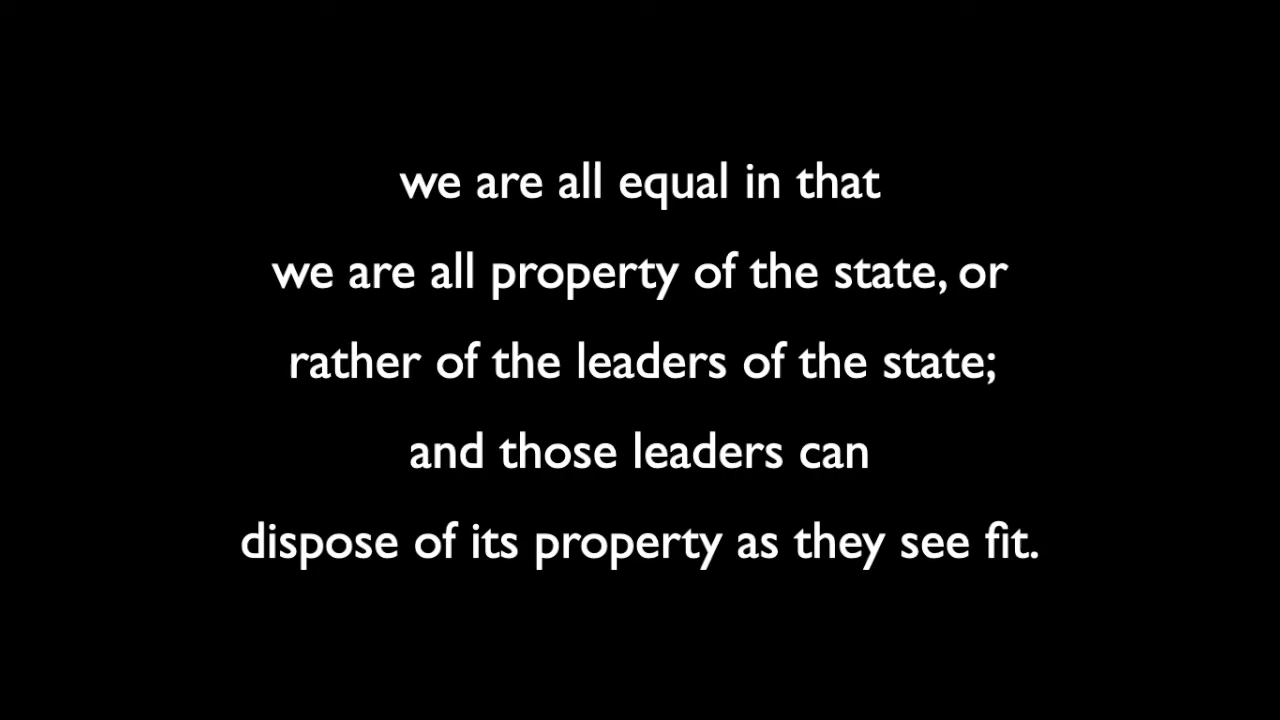 we are all equal in that
we are all property of the state, or
rather of the leaders of the state;
and those leaders can
dispose of its property as they see fit.